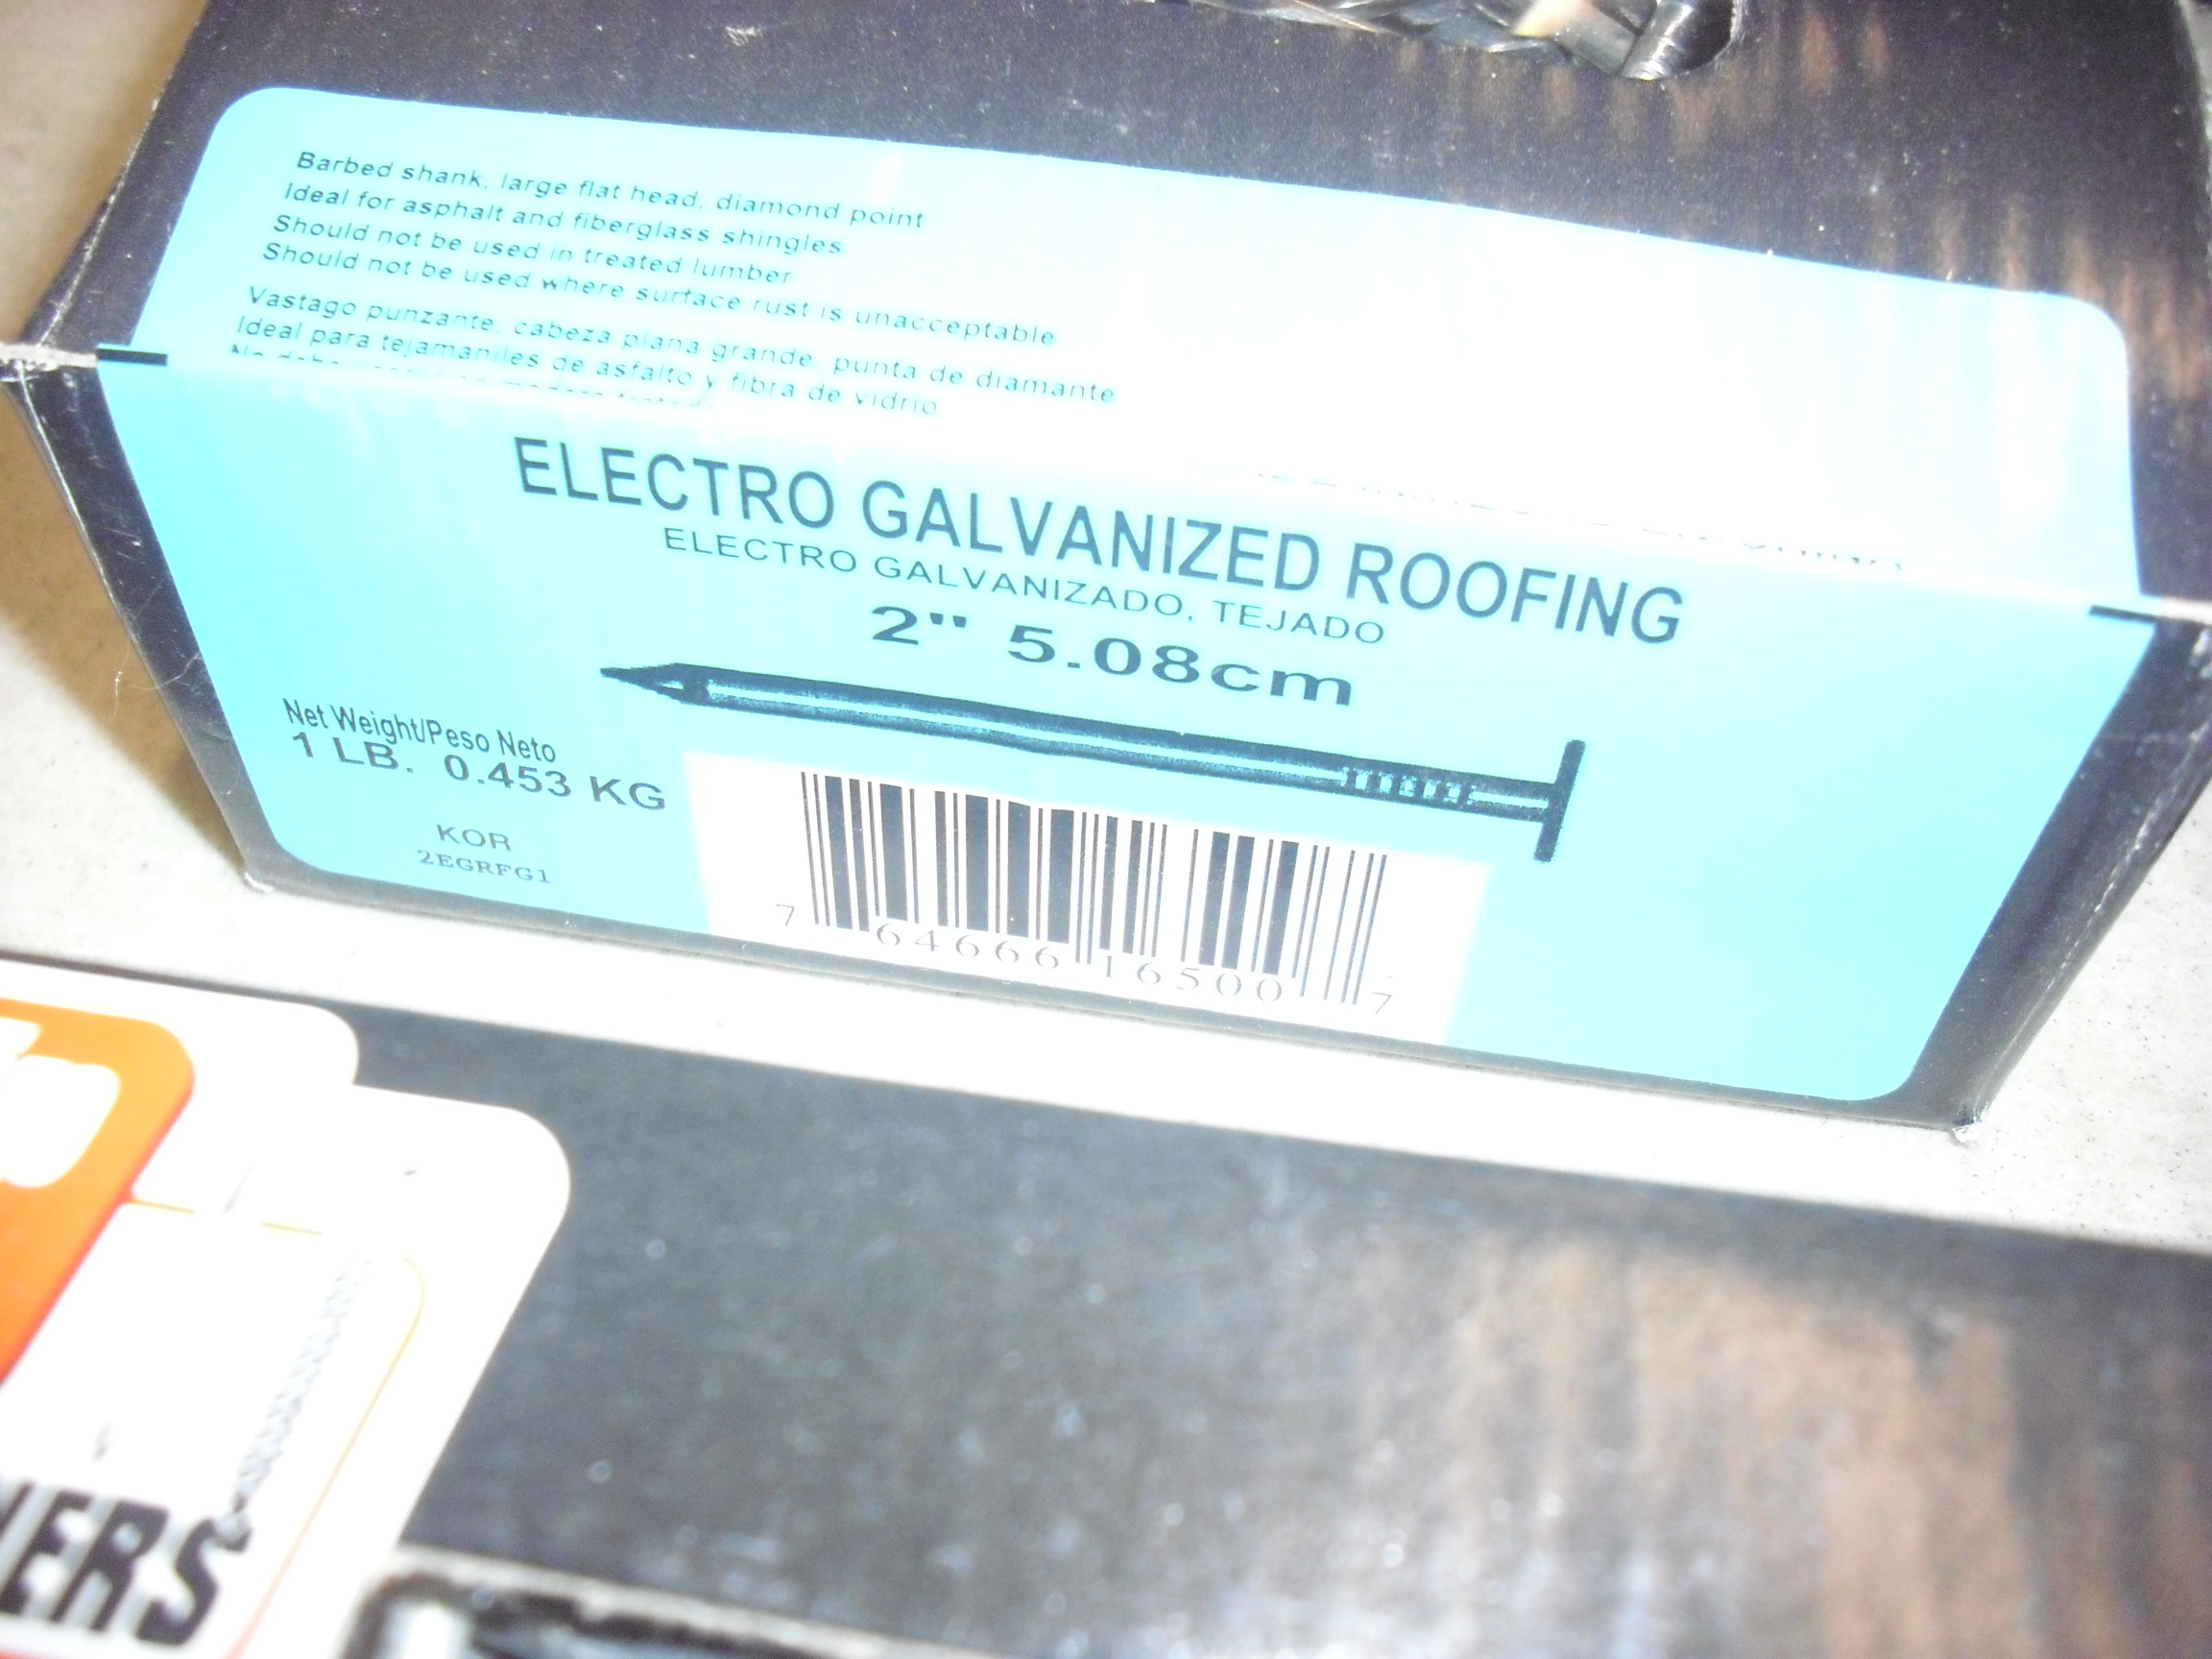 Barbed shank, large flat head, diamond point
Ideal for asphalt and fiberglass shingles
Should not be used in treated lumber
Should not be used where surface rust is unacceptable
Vastago punzante, cabeza plana grande, punta de diamante
Ideal para tejamaniles de asfalto y fibra de vidrio
ELECTRO GALVANIZED ROOFING
ELECTRO GALVANIZADO, TEJADO
2" 5.08cm
Net Weight/Peso Neto
1 LB. 0.453 KG
KOR
2EGRFG1
7 64666 16500 7